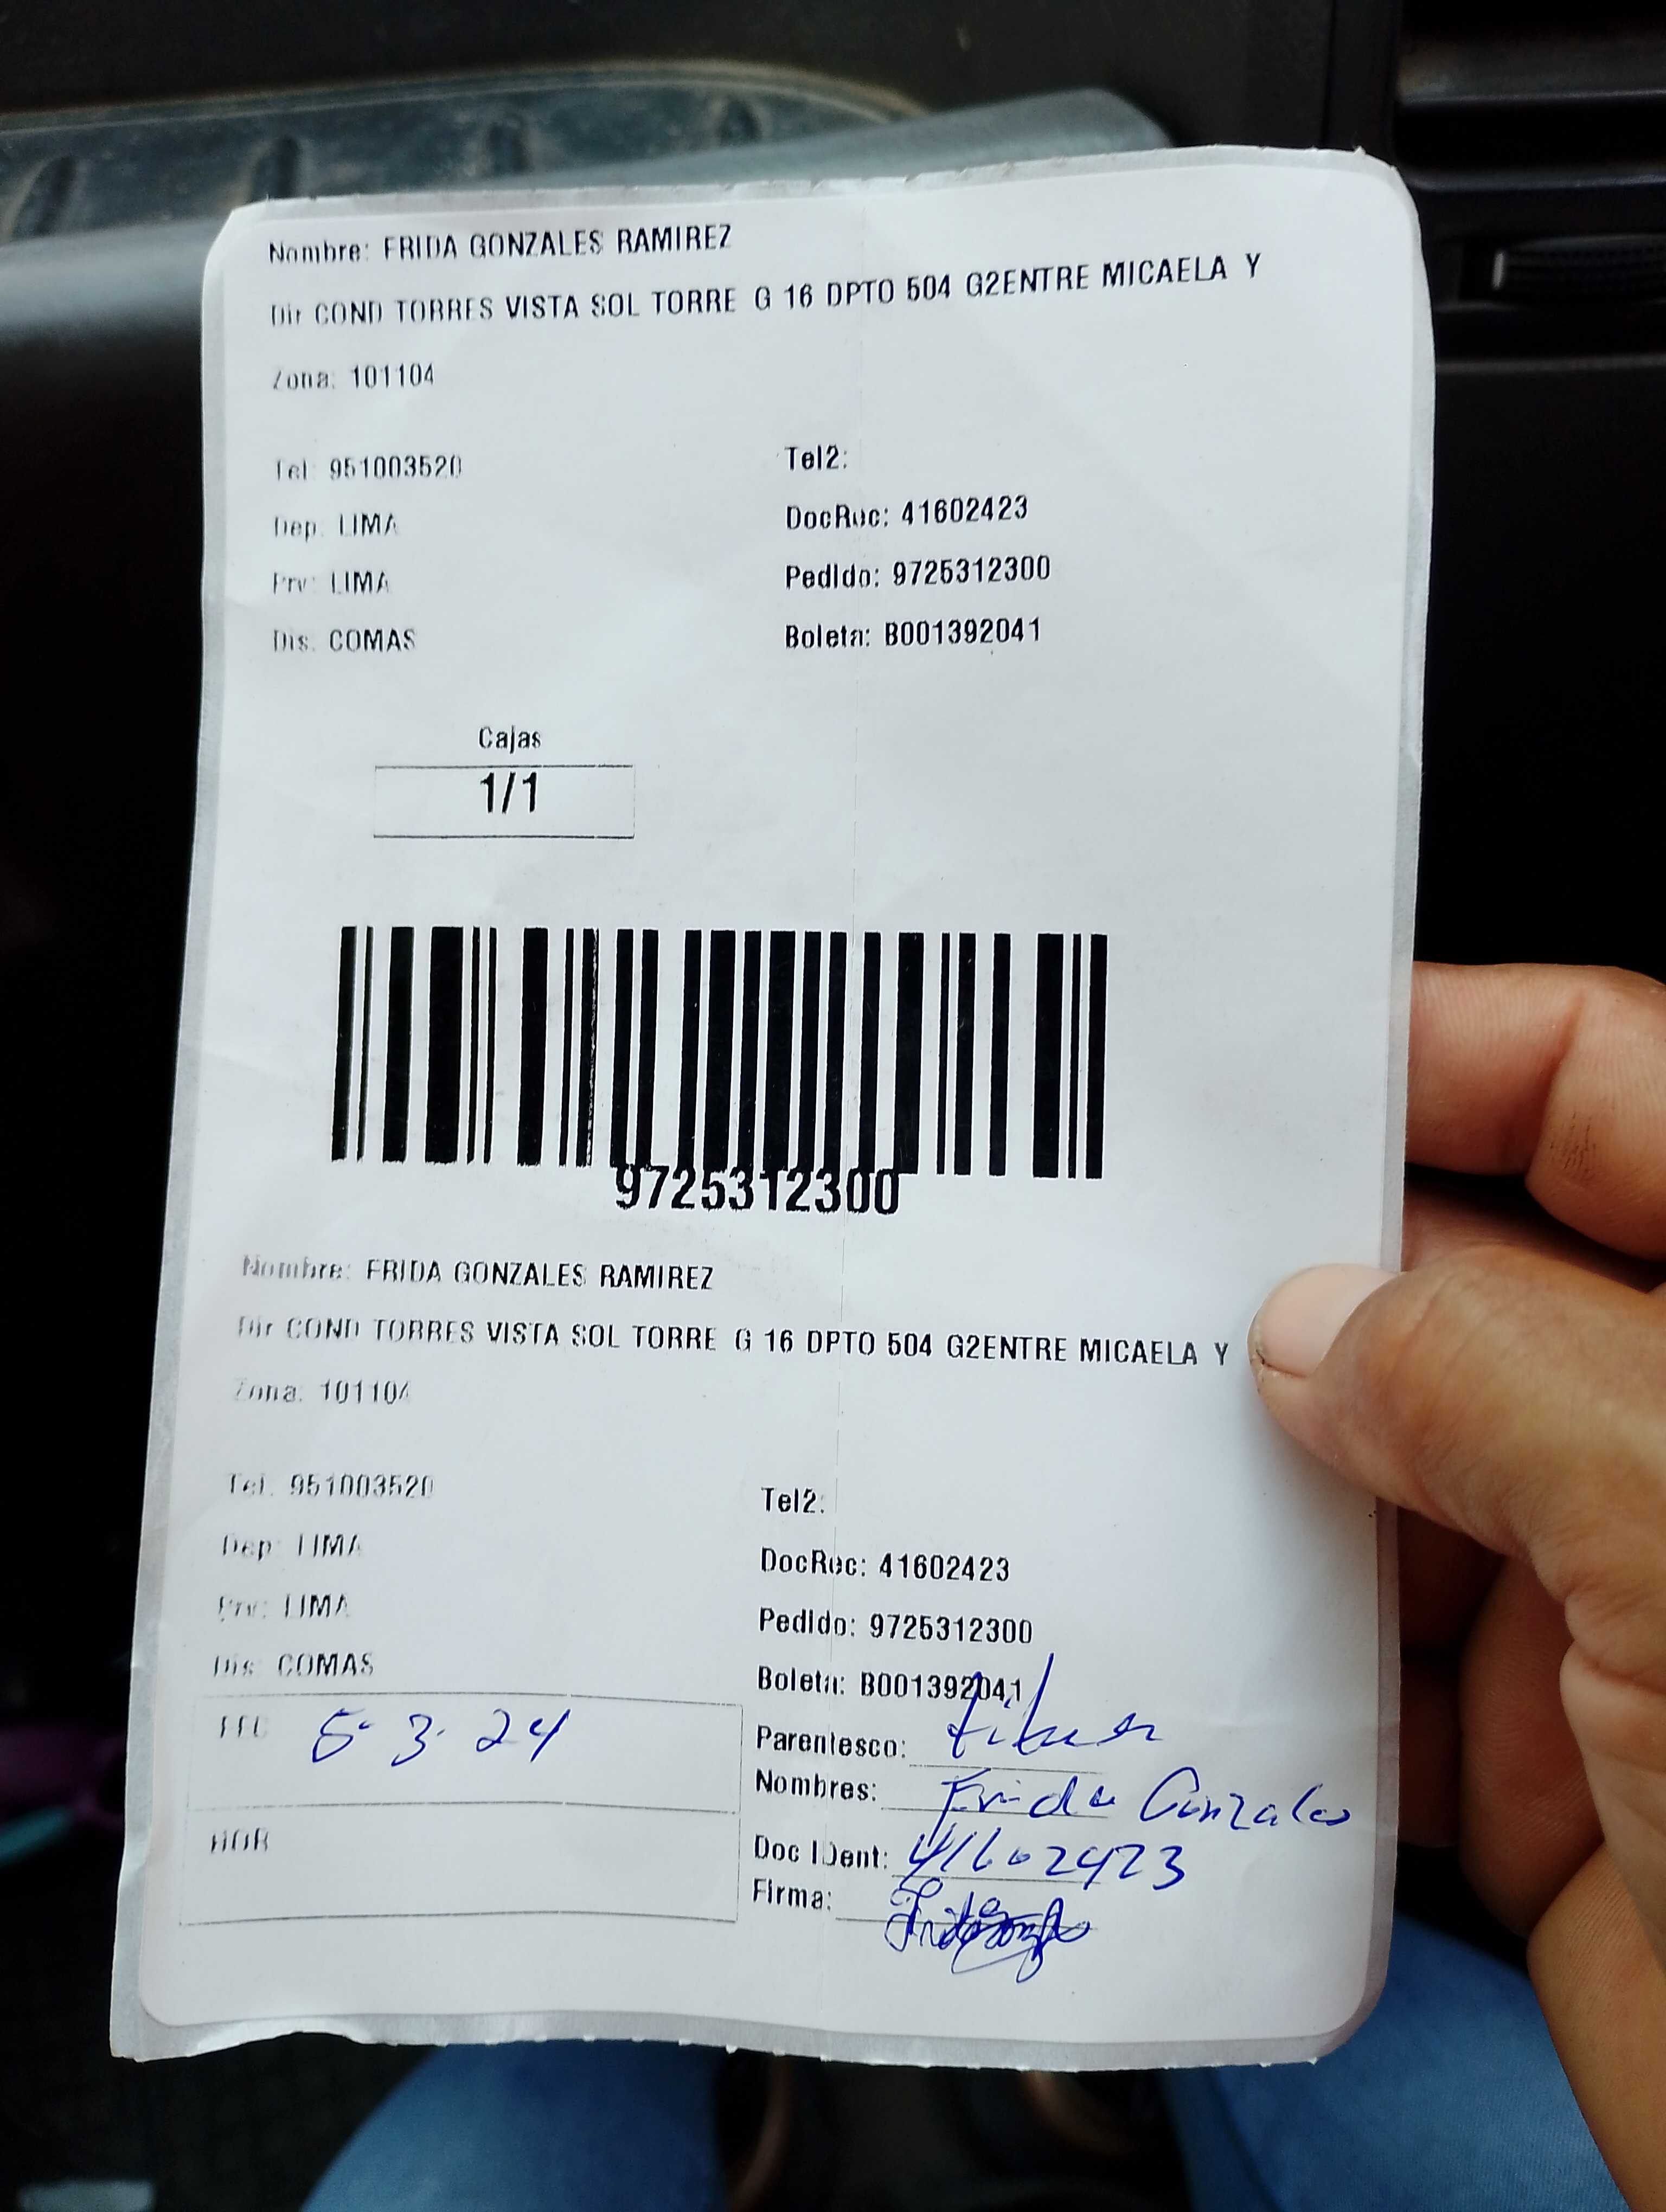 Nombre: FRIDA GONZALES RAMIREZ
Dir COND TORRES VISTA SOL TORRE G 16 DPTO 504 G2ENTRE MICAELA Y
Zona: 101104
Tel: 951003520 Tel2:
Dep: LIMA DocRec: 41602423
Prv: LIMA Pedido: 9725312300
Dis. COMAS Boleta: B001392041
Cajas
1/1
9725312300
Nombre: FRIDA GONZALES RAMIREZ
Dir COND TORRES VISTA SOL TORRE G 16 DPTO 504 G2ENTRE MICAELA Y
Zona: 101104
Tel. 951003520 Tel2:
Dep: LIMA DocRec: 41602423
Prv: LIMA Pedido: 9725312300
Dis COMAS Boleta: B001392041
5-3-24 Parentesco: titular
Nombres: Frida Gonzales
HOR Doc IDent: 41602423
Firma: